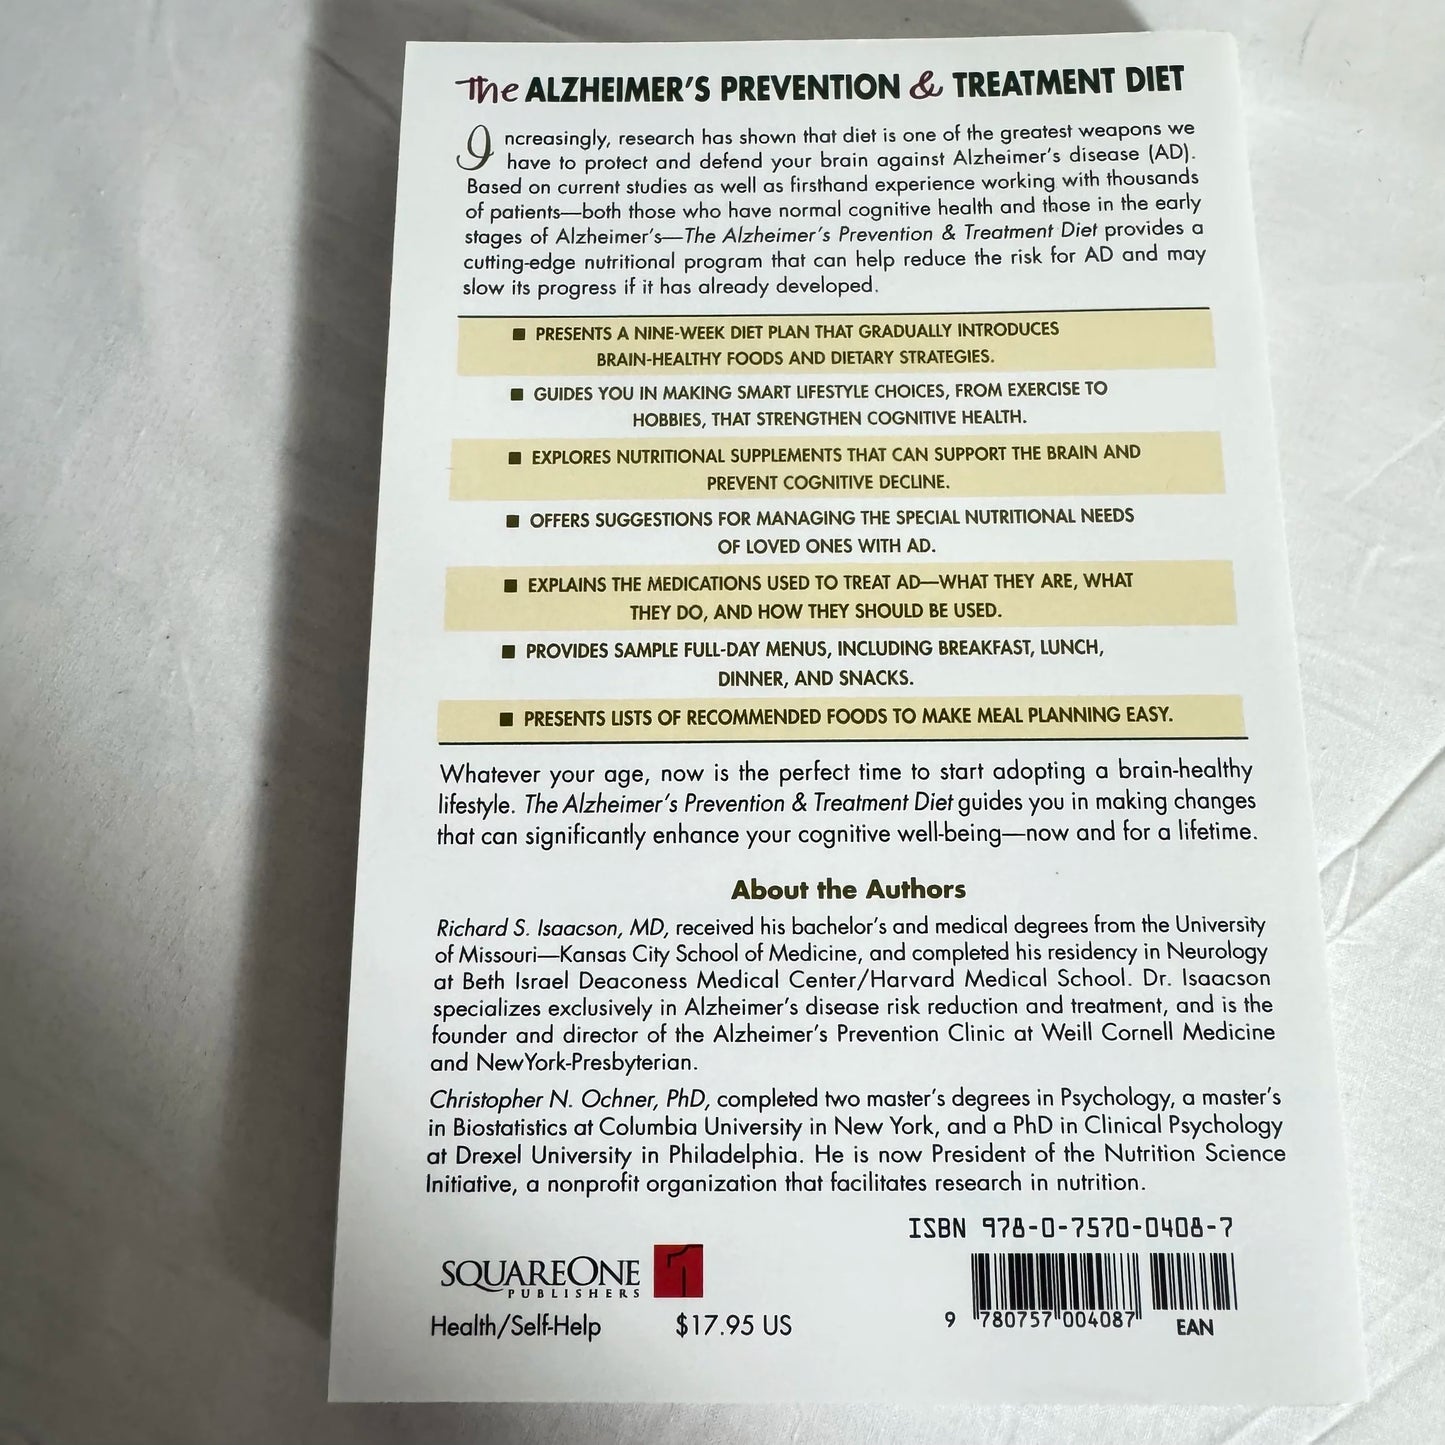 The ALZHEIMER'S PREVENTION & TREATMENT DIET
Increasingly, research has shown that diet is one of the greatest weapons we
have to protect and defend your brain against Alzheimer's disease (AD).
Based on current studies as well as firsthand experience working with thousands
of patients—both those who have normal cognitive health and those in the early
stages of Alzheimer's—The Alzheimer's Prevention & Treatment Diet provides a
cutting-edge nutritional program that can help reduce the risk for AD and may
slow its progress if it has already developed.
■ PRESENTS A NINE-WEEK DIET PLAN THAT GRADUALLY INTRODUCES
BRAIN-HEALTHY FOODS AND DIETARY STRATEGIES.
■ GUIDES YOU IN MAKING SMART LIFESTYLE CHOICES, FROM EXERCISE TO
HOBBIES, THAT STRENGTHEN COGNITIVE HEALTH.
■ EXPLORES NUTRITIONAL SUPPLEMENTS THAT CAN SUPPORT THE BRAIN AND
PREVENT COGNITIVE DECLINE.
■ OFFERS SUGGESTIONS FOR MANAGING THE SPECIAL NUTRITIONAL NEEDS
OF LOVED ONES WITH AD.
■ EXPLAINS THE MEDICATIONS USED TO TREAT AD—WHAT THEY ARE, WHAT
THEY DO, AND HOW THEY SHOULD BE USED.
■ PROVIDES SAMPLE FULL-DAY MENUS, INCLUDING BREAKFAST, LUNCH,
DINNER, AND SNACKS.
■ PRESENTS LISTS OF RECOMMENDED FOODS TO MAKE MEAL PLANNING EASY.
Whatever your age, now is the perfect time to start adopting a brain-healthy
lifestyle. The Alzheimer's Prevention & Treatment Diet guides you in making changes
that can significantly enhance your cognitive well-being—now and for a lifetime.
About the Authors
Richard S. Isaacson, MD, received his bachelor's and medical degrees from the University
of Missouri—Kansas City School of Medicine, and completed his residency in Neurology
at Beth Israel Deaconess Medical Center/Harvard Medical School. Dr. Isaacson
specializes exclusively in Alzheimer's disease risk reduction and treatment, and is the
founder and director of the Alzheimer's Prevention Clinic at Weill Cornell Medicine
and NewYork-Presbyterian.
Christopher N. Ochner, PhD, completed two master's degrees in Psychology, a master's
in Biostatistics at Columbia University in New York, and a PhD in Clinical Psychology
at Drexel University in Philadelphia. He is now President of the Nutrition Science
Initiative, a nonprofit organization that facilitates research in nutrition.
ISBN 978-0-7570-0408-7
SQUAREONE 1
PUBLISHERS
Health/Self-Help $17.95 US
9 780757 004087
EAN